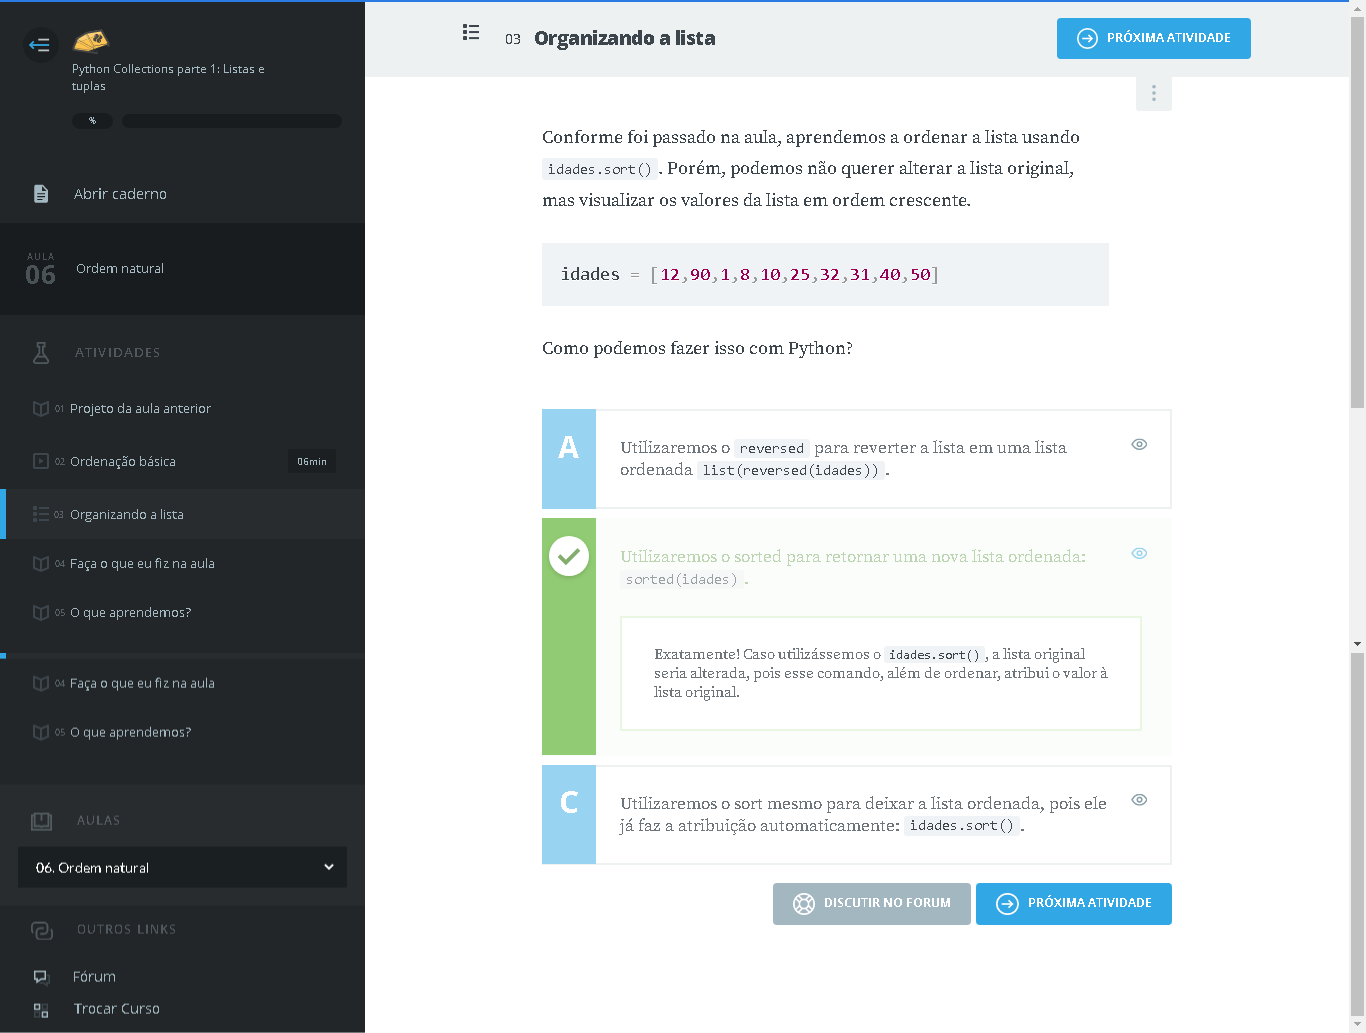 Python Collections parte 1: Listas e
tuplas
%
Abrir caderno
AULA
06
Ordem natural
ATIVIDADES
01 Projeto da aula anterior
02 Ordenação básica
06min
03 Organizando a lista
04 Faça o que eu fiz na aula
05 O que aprendemos?
04 Faça o que eu fiz na aula
05 O que aprendemos?
AULAS
06. Ordem natural
OUTROS LINKS
Fórum
Trocar Curso
03 Organizando a lista
PRÓXIMA ATIVIDADE
Conforme foi passado na aula, aprendemos a ordenar a lista usando
idades.sort() . Porém, podemos não querer alterar a lista original,
mas visualizar os valores da lista em ordem crescente.
idades = [12,90,1,8,10,25,32,31,40,50]
Como podemos fazer isso com Python?
A
Utilizaremos o reversed para reverter a lista em uma lista
ordenada list(reversed(idades)) .
Utilizaremos o sorted para retornar uma nova lista ordenada:
sorted(idades) .
Exatamente! Caso utilizássemos o idades.sort() , a lista original
seria alterada, pois esse comando, além de ordenar, atribui o valor à
lista original.
C
Utilizaremos o sort mesmo para deixar a lista ordenada, pois ele
já faz a atribuição automaticamente: idades.sort() .
DISCUTIR NO FORUM
PRÓXIMA ATIVIDADE